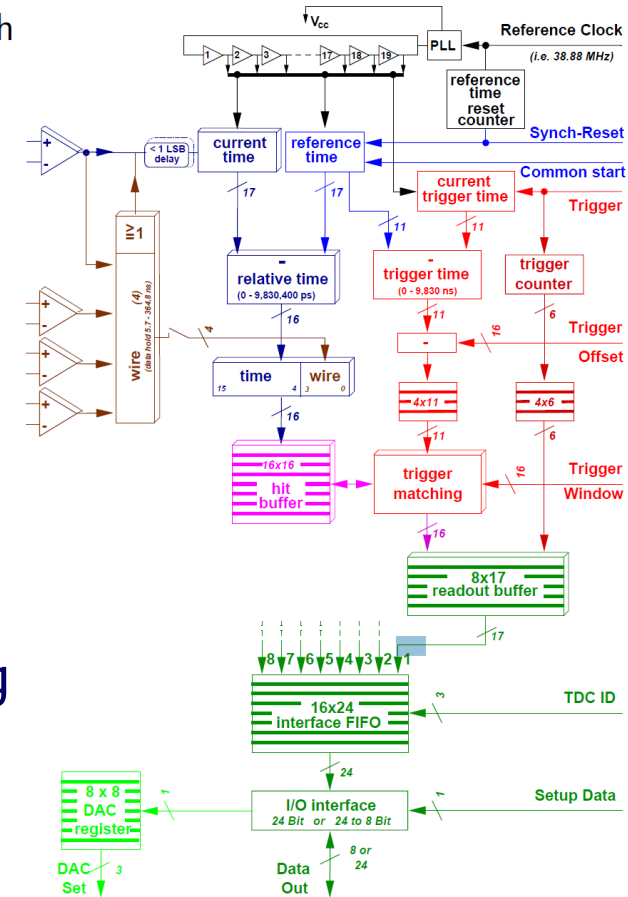 h
Vcc
PLL
Reference Clock
(i.e. 38.88 MHz)
1 2 3 17 18 19
reference
time
reset
counter
Synch-Reset
+
-
< 1 LSB
delay
current
time
reference
time
Common start
17
17
current
trigger time
Trigger
11
11
≥1
wire (4)
(data hold 5.7 - 364.8 ns)
-
relative time
(0 - 9,830,400 ps)
-
trigger time
(0 - 9,830 ns)
trigger
counter
+
-
4
16
11
6
16
Trigger
Offset
-
+
-
time
wire
15 4 3 0
4x11
4x6
+
-
16
11
6
16x16
hit
buffer
trigger
matching
16
Trigger
Window
16
8x17
readout buffer
17
8 7 6 5 4 3 2 1
g
16x24
interface FIFO
3
TDC ID
24
8 x 8
DAC
register
1
I/O interface
24 Bit or 24 to 8 Bit
1
Setup Data
DAC
Set
3
Data
Out
8 or
24